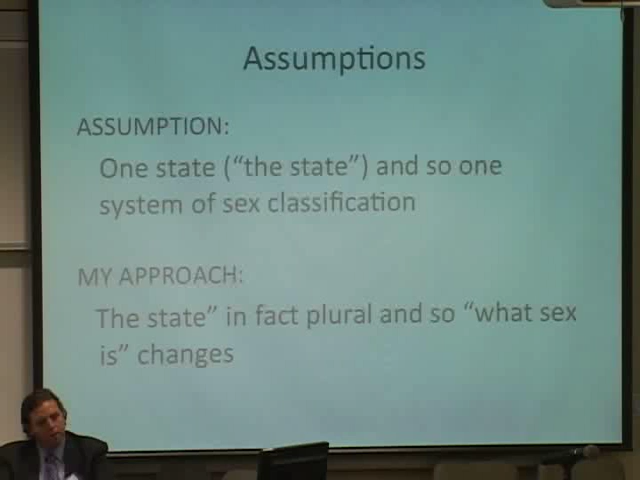 Assumptions
ASSUMPTION:
One state (“the state”) and so one
system of sex classification
MY APPROACH:
The state” in fact plural and so “what sex
is” changes